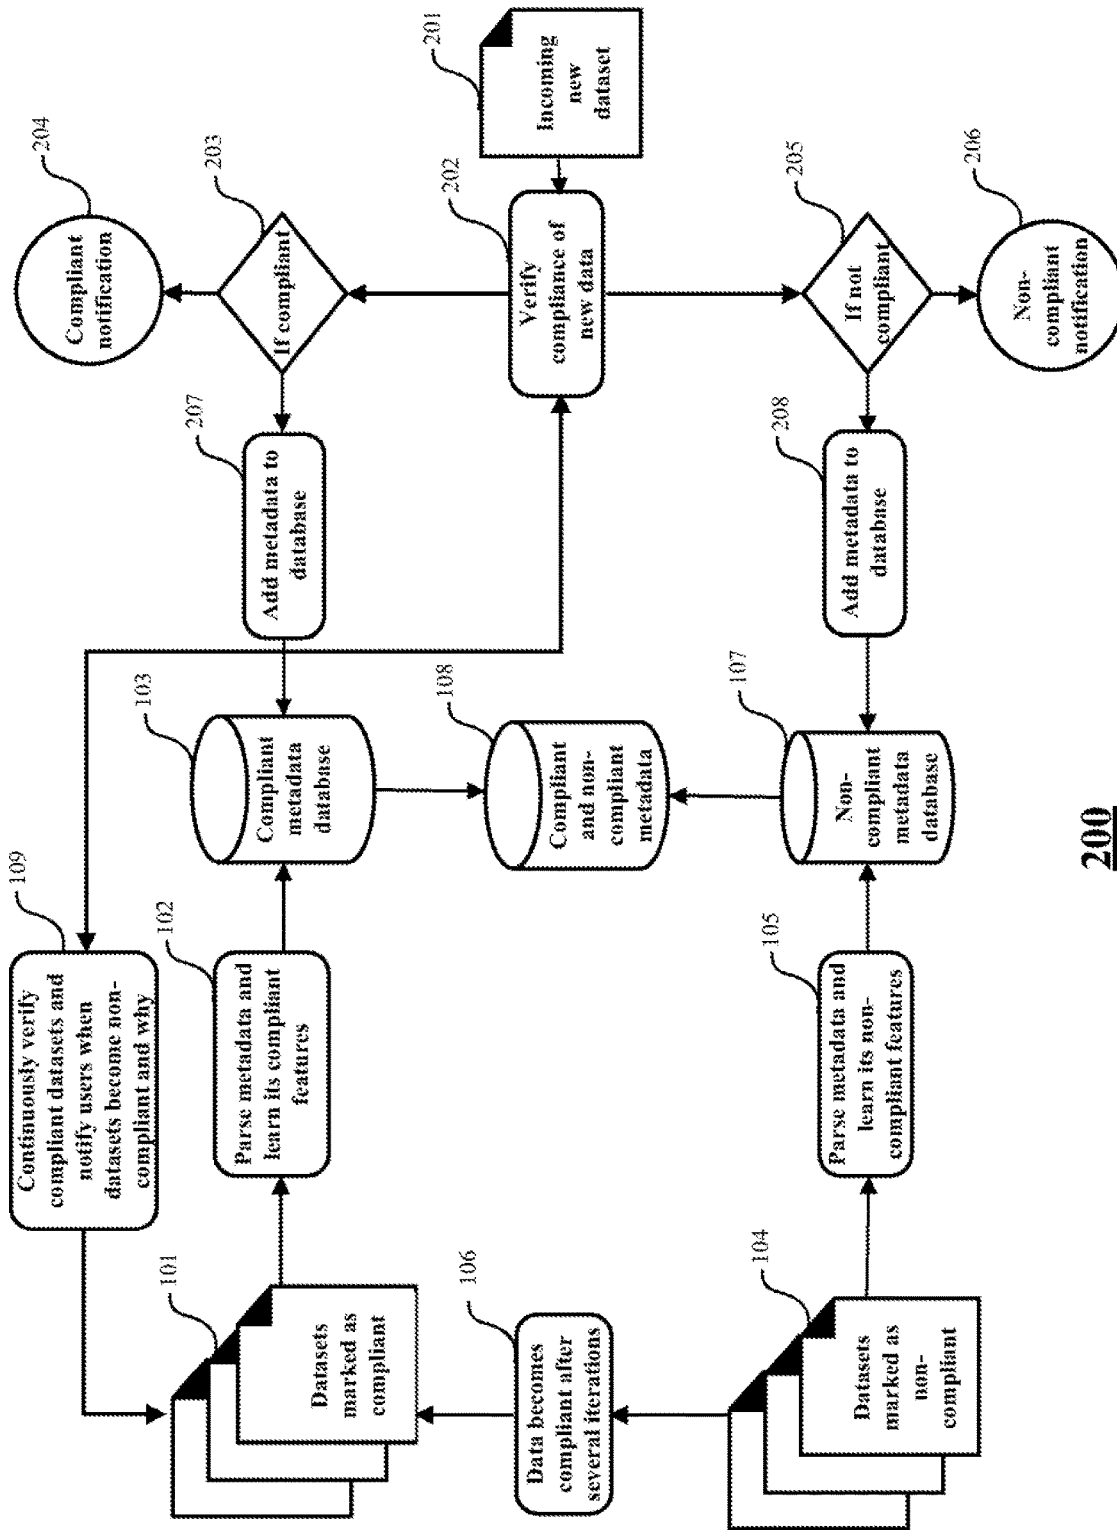 109
Continuously verify
compliant datasets and
notify users when
datasets become non-
compliant and why
101
Datasets
marked as
compliant
102
Parse metadata and
learn its compliant
features
103
Compliant
metadata
database
207
Add metadata to
database
203
If compliant
204
Compliant
notification
106
Data becomes
compliant after
several iterations
108
Compliant
and non-
compliant
metadata
202
Verify
compliance of
new data
201
Incoming
new
dataset
104
Datasets
marked as
non-
compliant
105
Parse metadata and
learn its non-
compliant features
107
Non-
compliant
metadata
database
208
Add metadata to
database
205
If not
compliant
206
Non-
compliant
notification
200